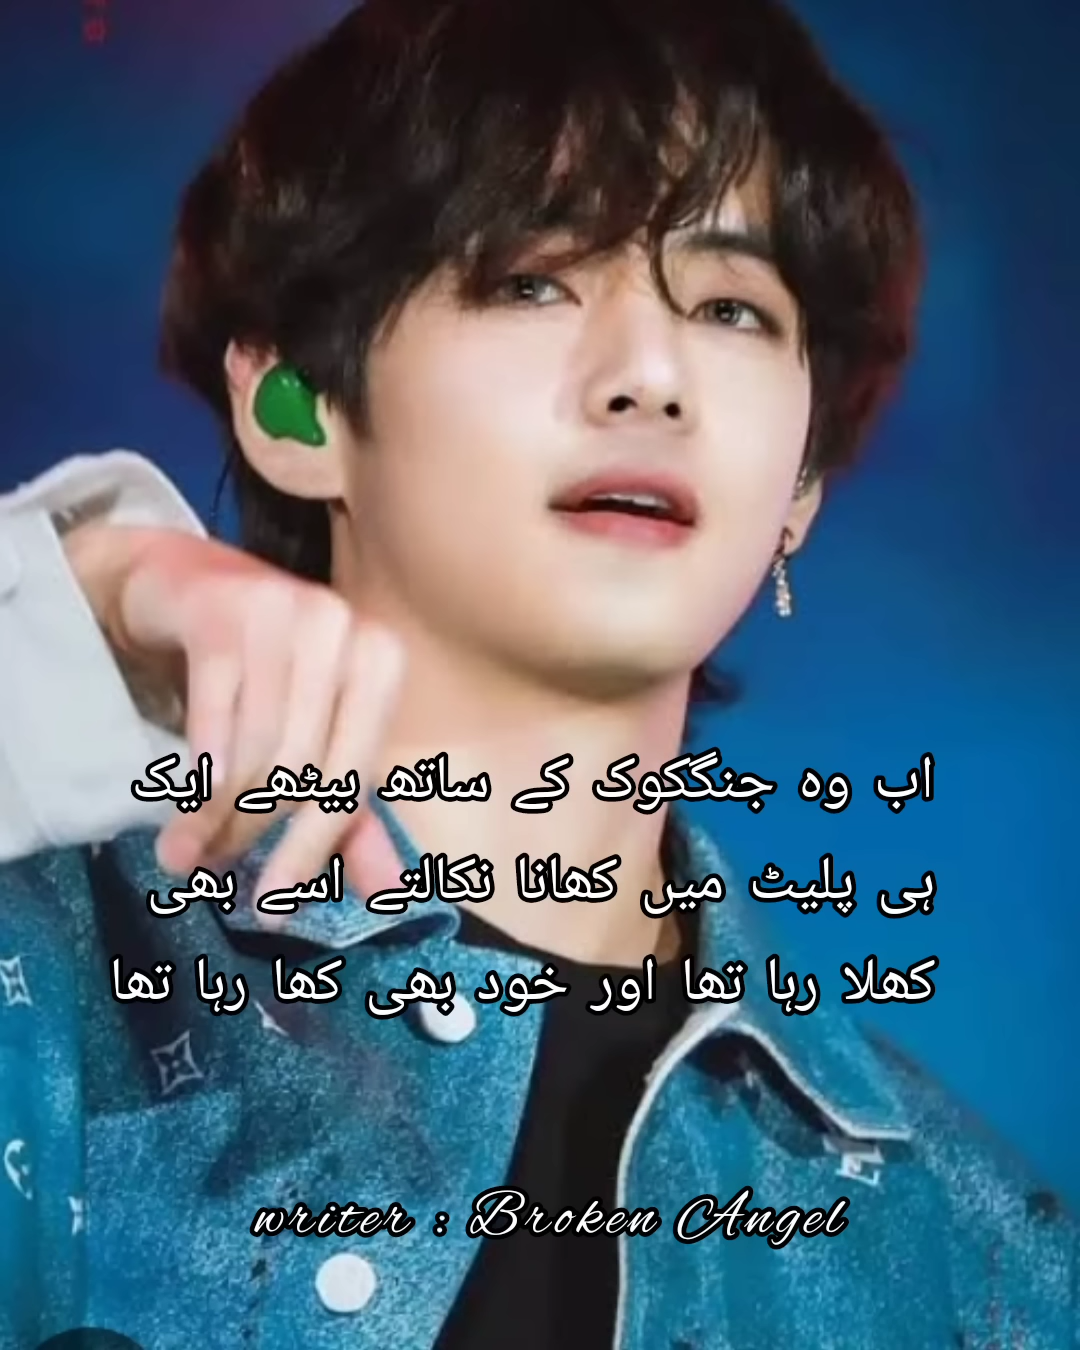 اب وہ جنگکوک کے ساتھ بیٹھے ایک
ہی پلیٹ میں کھانا نکالتے اسے بھی
کھلا رہا تھا اور خود بھی کھا رہا تھا
writer : Broken Angel